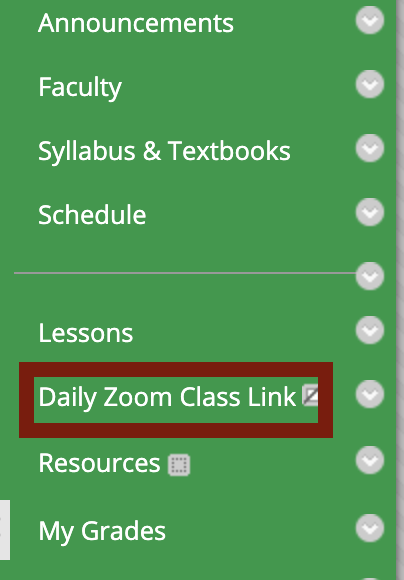 Announcements
Faculty
Syllabus & Textbooks
Schedule
Lessons
Daily Zoom Class Link
Resources
My Grades